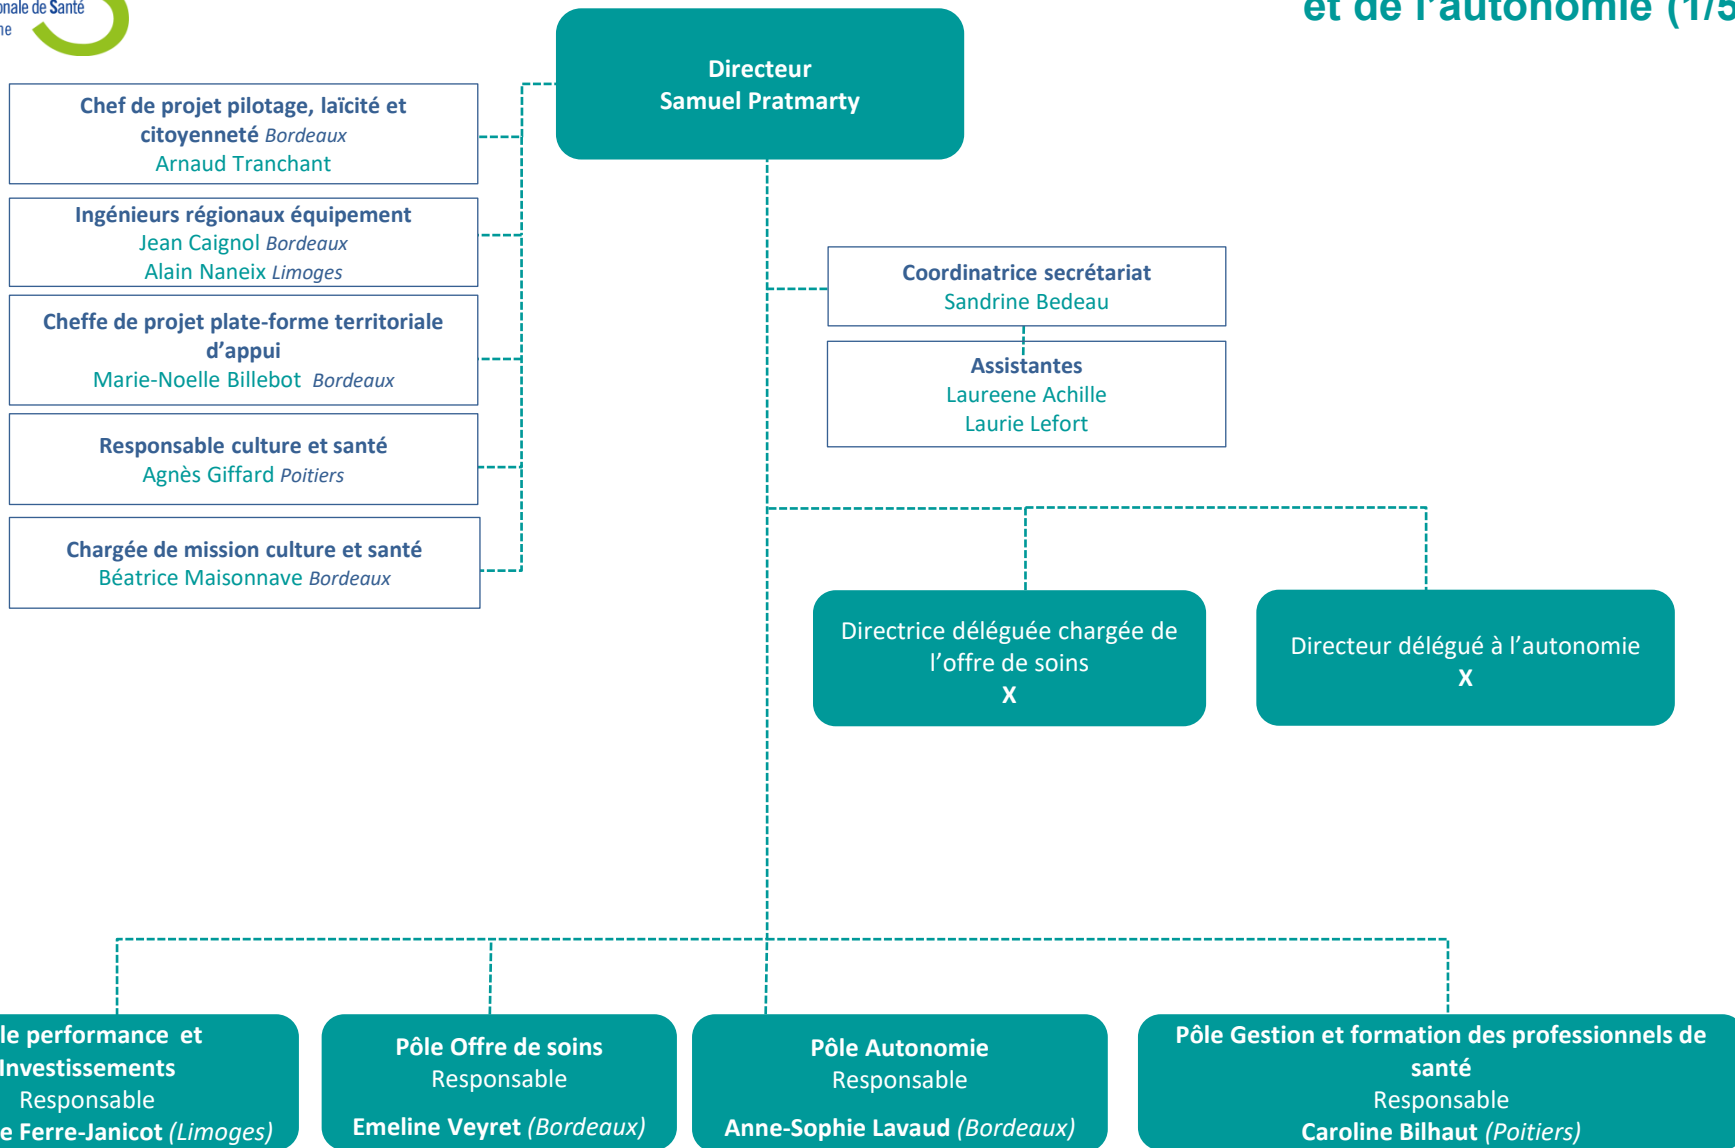 de Santé
et de l'autonomie (1/5
Directeur
Samuel Pratmarty
Chef de projet pilotage, laïcité et
citoyenneté Bordeaux
Arnaud Tranchant
Ingénieurs régionaux équipement
Jean Caignol Bordeaux
Alain Naneix Limoges
Cheffe de projet plate-forme territoriale
d'appui
Marie-Noelle Billebot Bordeaux
Responsable culture et santé
Agnès Giffard Poitiers
Chargée de mission culture et santé
Béatrice Maisonnave Bordeaux
Coordinatrice secrétariat
Sandrine Bedeau
Assistantes
Laureene Achille
Laurie Lefort
Directrice déléguée chargée de
l'offre de soins
X
Directeur délégué à l'autonomie
X
performance et
Investissements
Responsable
Ferre-Janicot (Limoges)
Pôle Offre de soins
Responsable
Emeline Veyret (Bordeaux)
Pôle Autonomie
Responsable
Anne-Sophie Lavaud (Bordeaux)
Pôle Gestion et formation des professionnels de
santé
Responsable
Caroline Bilhaut (Poitiers)